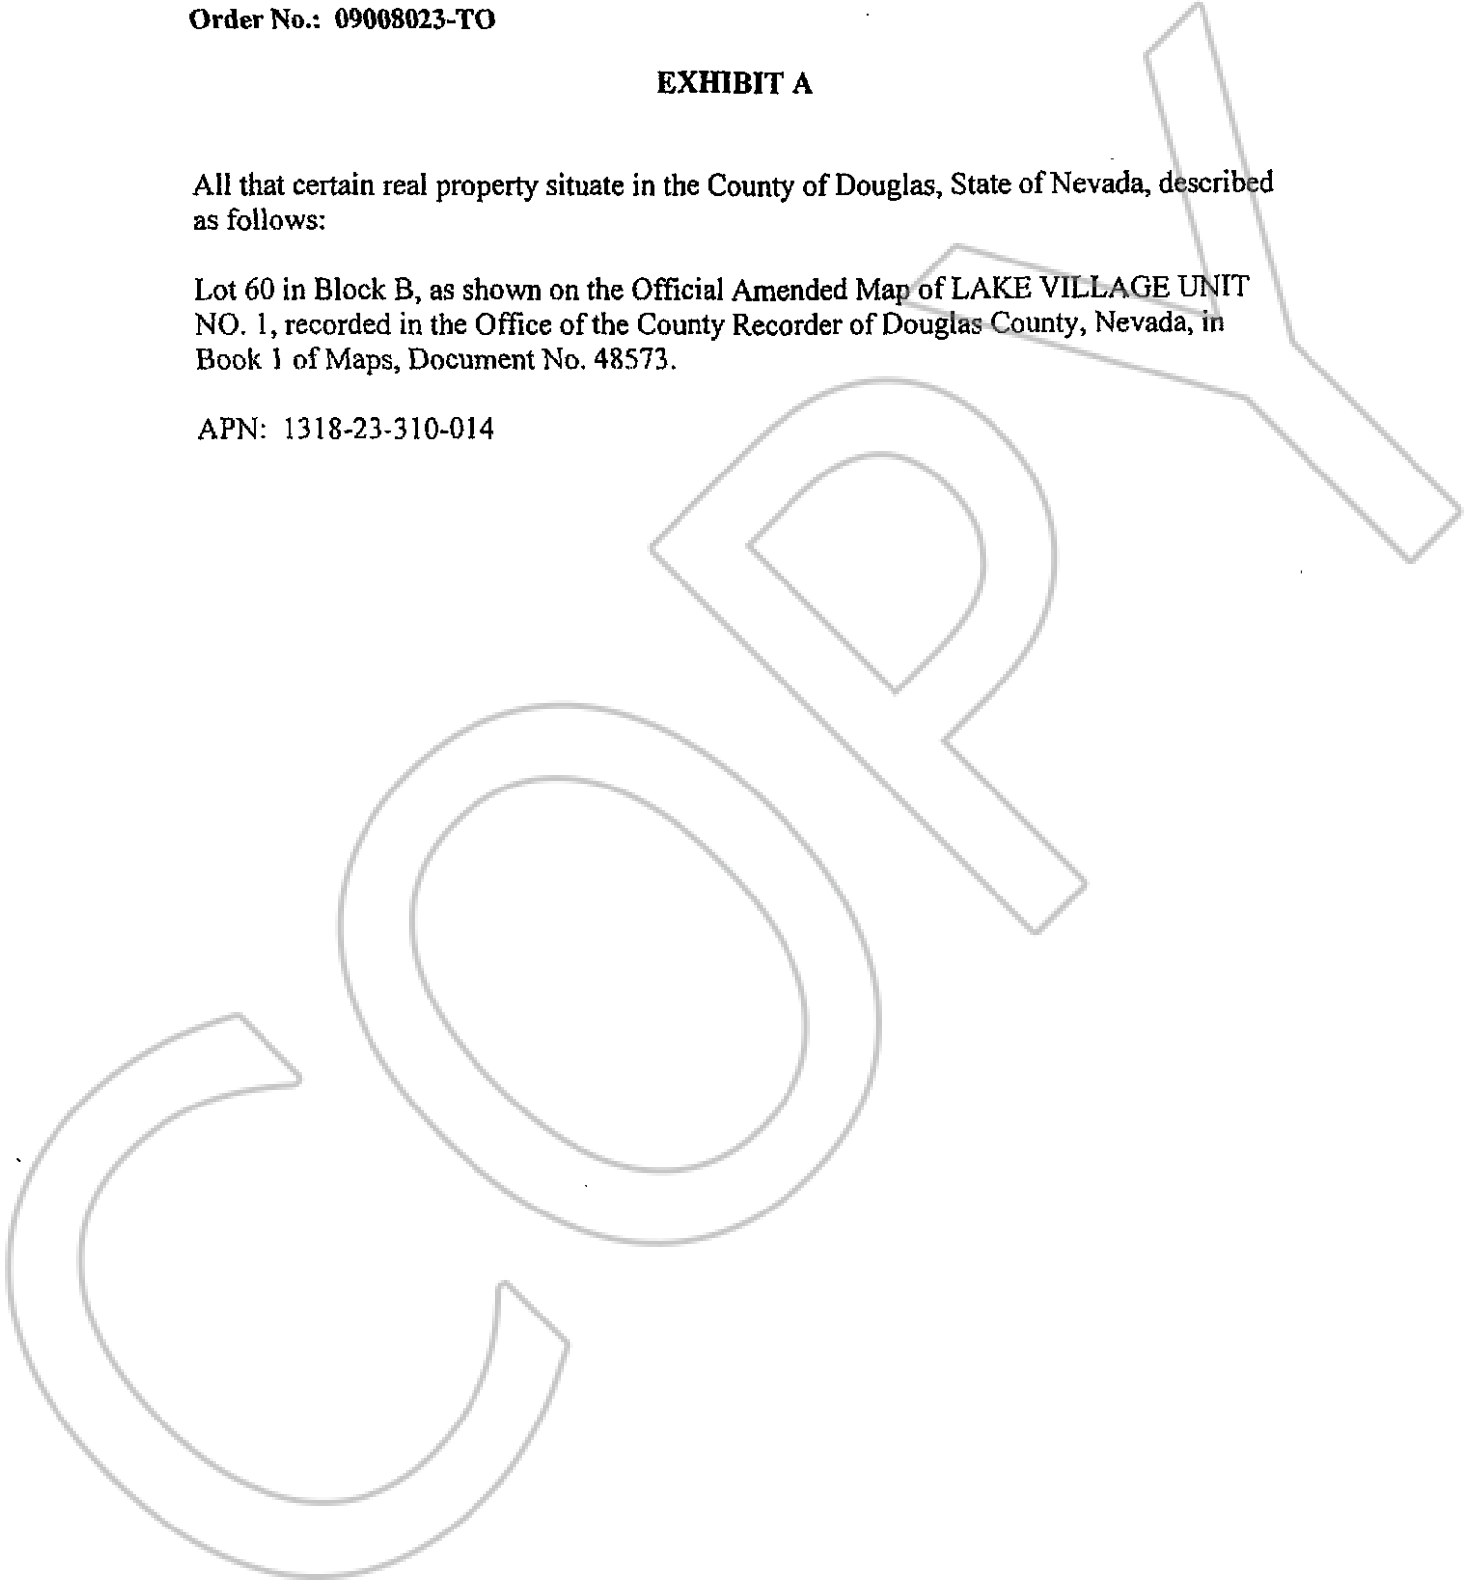 Order No.: 09008023-TO
EXHIBIT A
All that certain real property situate in the County of Douglas, State of Nevada, described
as follows:
Lot 60 in Block B, as shown on the Official Amended Map of LAKE VILLAGE UNIT
NO. 1, recorded in the Office of the County Recorder of Douglas County, Nevada, in
Book 1 of Maps, Document No. 48573.
APN: 1318-23-310-014
COPY